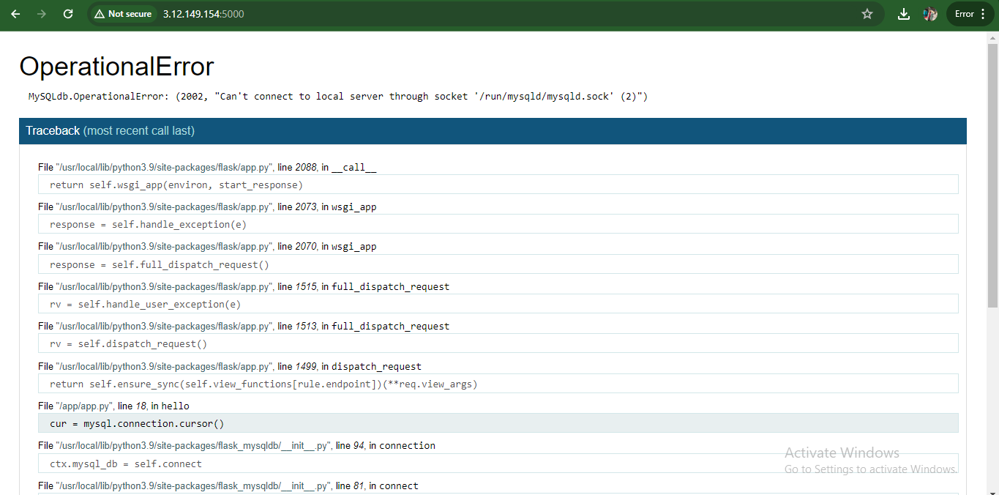 Not secure 3.12.149.154:5000 Error
OperationalError
MySQLdb.OperationalError: (2002, "Can't connect to local server through socket '/run/mysqld/mysqld.sock' (2)")
Traceback (most recent call last)
File "/usr/local/lib/python3.9/site-packages/flask/app.py", line 2088, in __call__
return self.wsgi_app(environ, start_response)
File "/usr/local/lib/python3.9/site-packages/flask/app.py", line 2073, in wsgi_app
response = self.handle_exception(e)
File "/usr/local/lib/python3.9/site-packages/flask/app.py", line 2070, in wsgi_app
response = self.full_dispatch_request()
File "/usr/local/lib/python3.9/site-packages/flask/app.py", line 1515, in full_dispatch_request
rv = self.handle_user_exception(e)
File "/usr/local/lib/python3.9/site-packages/flask/app.py", line 1513, in full_dispatch_request
rv = self.dispatch_request()
File "/usr/local/lib/python3.9/site-packages/flask/app.py", line 1499, in dispatch_request
return self.ensure_sync(self.view_functions[rule.endpoint])(**req.view_args)
File "/app/app.py", line 18, in hello
cur = mysql.connection.cursor()
File "/usr/local/lib/python3.9/site-packages/flask_mysqldb/__init__.py", line 94, in connection
ctx.mysql_db = self.connect
File "/usr/local/lib/python3.9/site-packages/flask_mysqldb/__init__.py", line 81, in connect
Activate Windows
Go to Settings to activate Windows.